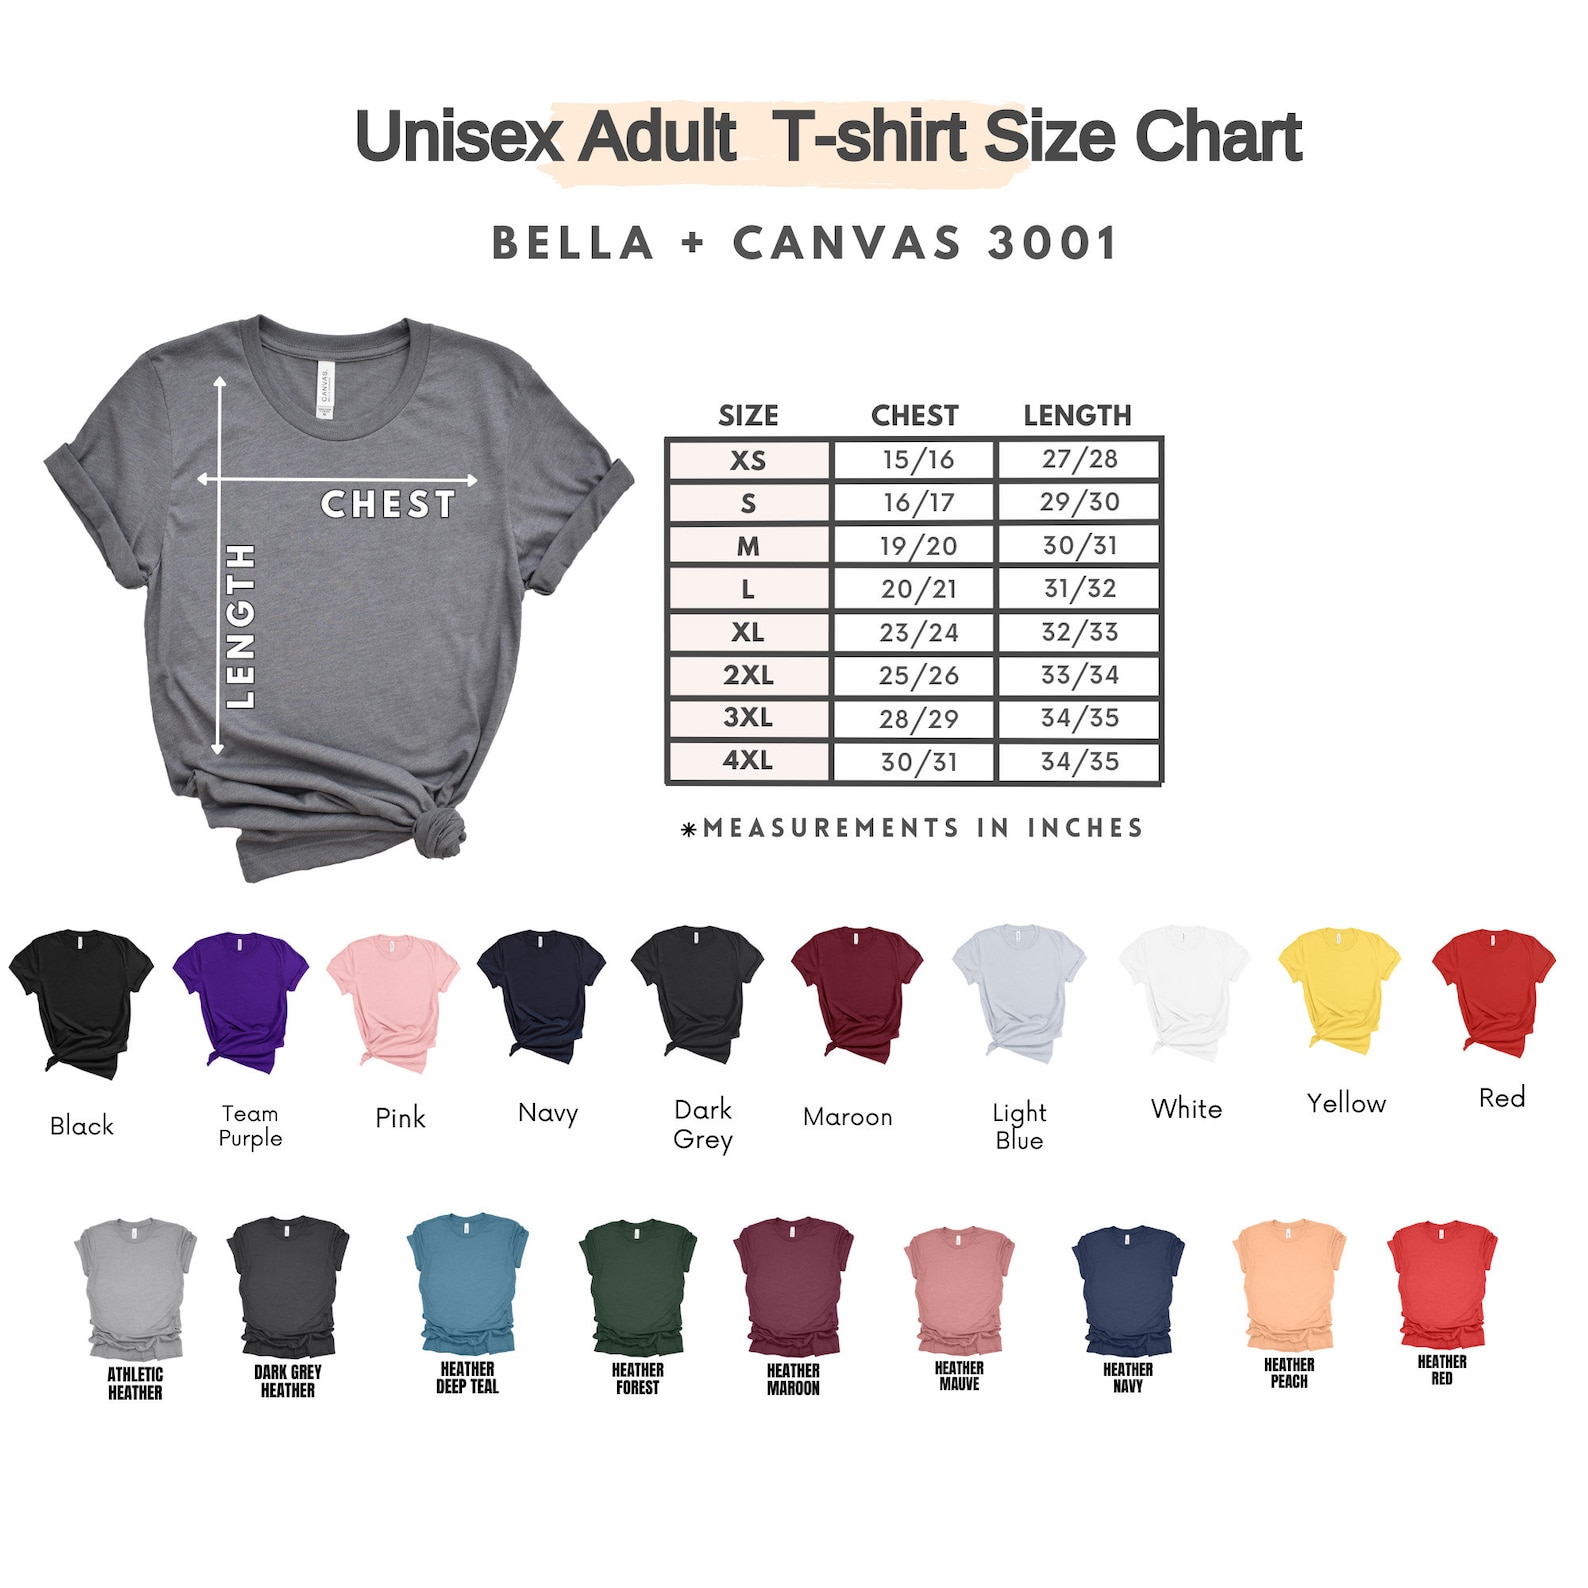 Unisex Adult T-shirt Size Chart
BELLA + CANVAS 3001
CANVAS.
CHEST
LENGTH
SIZE CHEST LENGTH
XS 15/16 27/28
S 16/17 29/30
M 19/20 30/31
L 20/21 31/32
XL 23/24 32/33
2XL 25/26 33/34
3XL 28/29 34/35
4XL 30/31 34/35
*MEASUREMENTS IN INCHES
Black
Team
Purple
Pink
Navy
Dark
Grey
Maroon
Light
Blue
White
Yellow
Red
ATHLETIC
HEATHER
DARK GREY
HEATHER
HEATHER
DEEP TEAL
HEATHER
FOREST
HEATHER
MAROON
HEATHER
MAUVE
HEATHER
NAVY
HEATHER
PEACH
HEATHER
RED